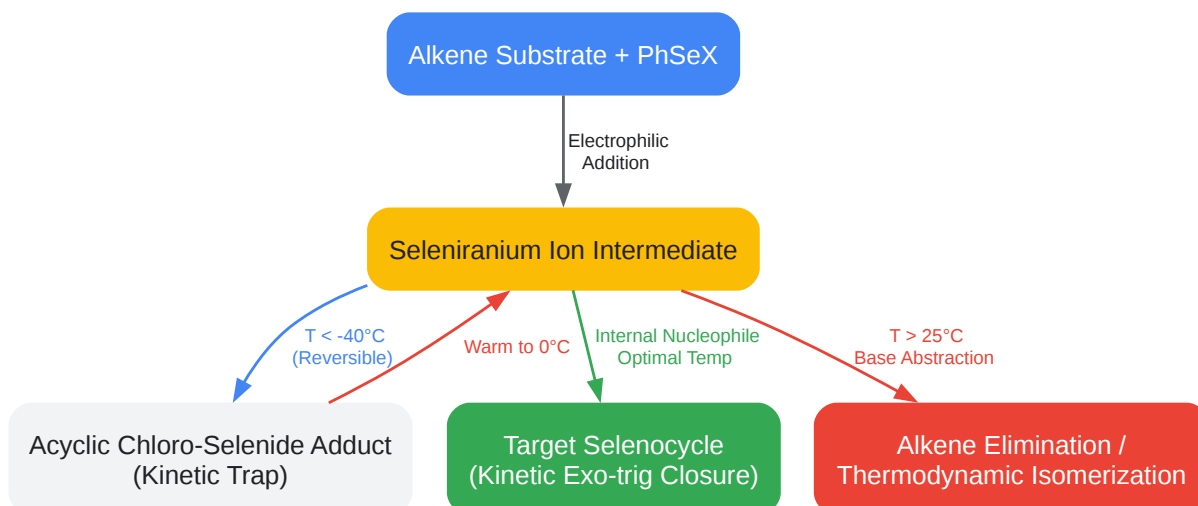 Alkene Substrate + PhSeX
Electrophilic
Addition
Seleniranium Ion Intermediate
T < -40°C
(Reversible)
Warm to 0°C
Internal Nucleophile
Optimal Temp
T > 25°C
Base Abstraction
Acyclic Chloro-Selenide Adduct
(Kinetic Trap)
Target Selenocycle
(Kinetic Exo-trig Closure)
Alkene Elimination /
Thermodynamic Isomerization